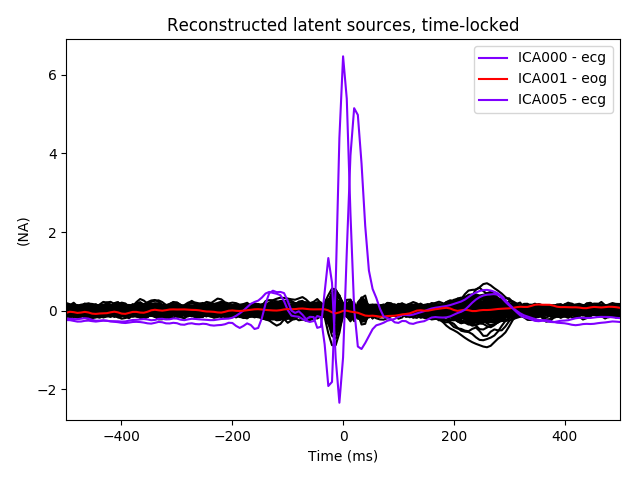 Reconstructed latent sources, time-locked
ICA000 - ecg
ICA001 - eog
ICA005 - ecg
6
4
2
0
−2
(NA)
−400
−200
0
200
400
Time (ms)